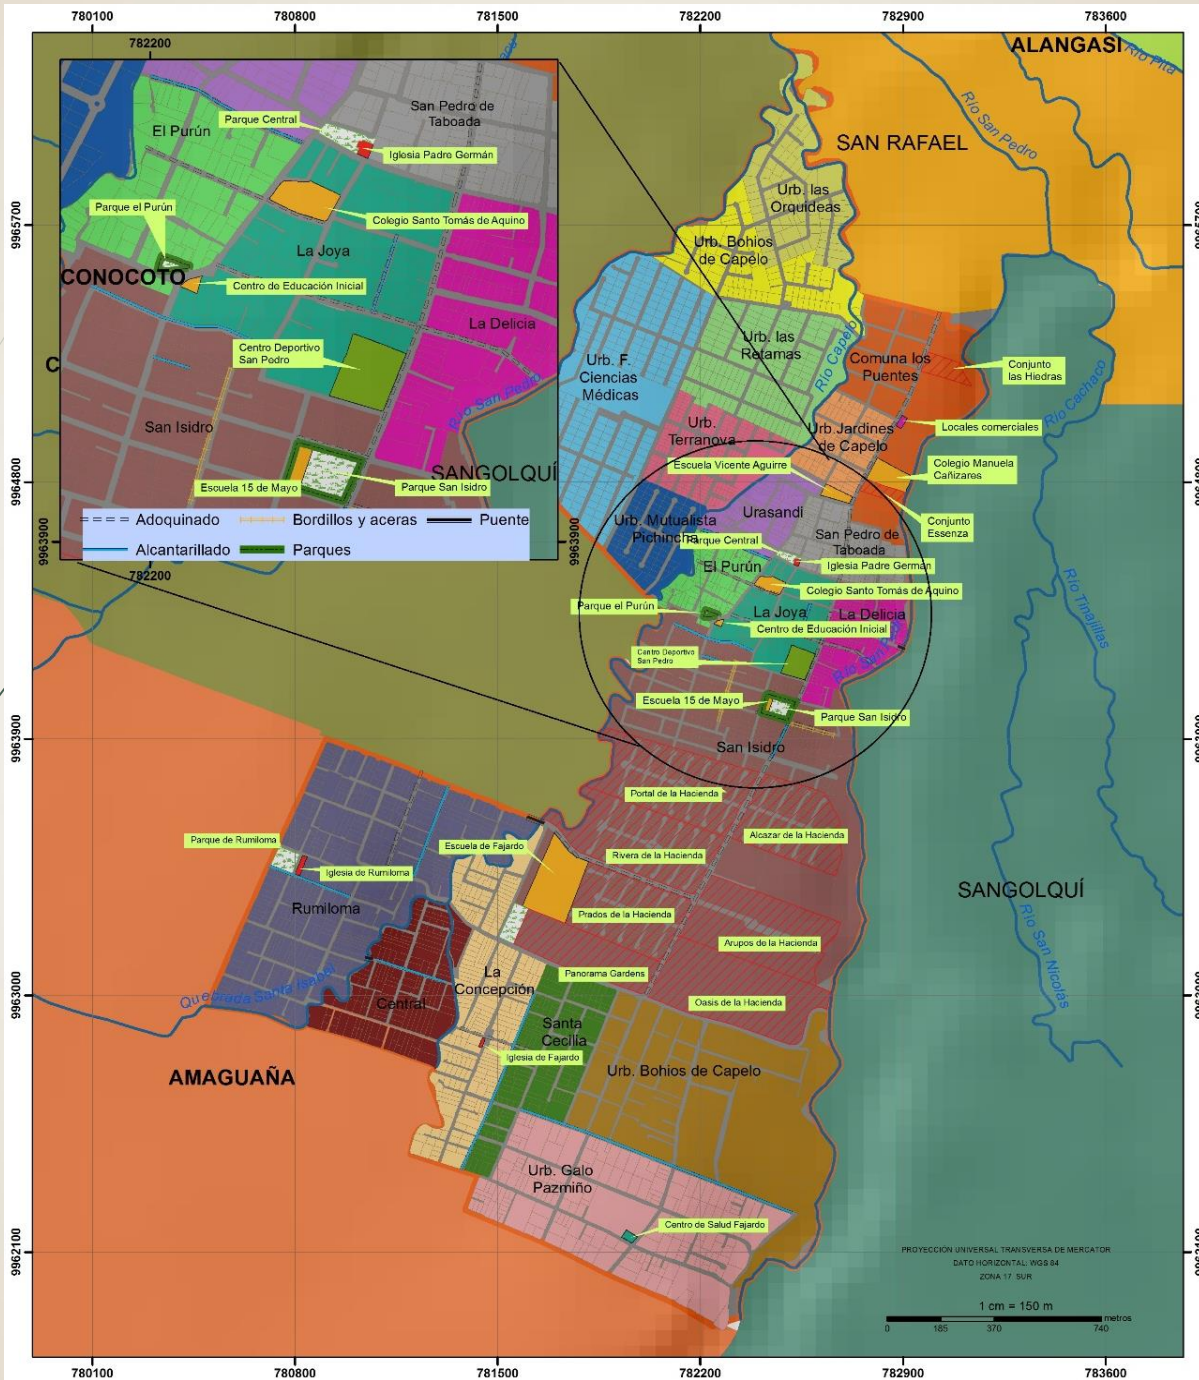 780100 780800 781500 782200 782900 783600
782200
ALANGASI
Río Pita
Río San Pedro
SAN RAFAEL
San Pedro de
Taboada
El Purún
Parque Central
Iglesia Padre Germán
Parque el Purún
Colegio Santo Tomás de Aquino
La Joya
CONOCOTO
Centro de Educación Inicial
La Delicia
Centro Deportivo
San Pedro
Río San Pedro
San Isidro
SANGOLQUÍ
Escuela 15 de Mayo
Parque San Isidro
Adoquinado
Bordillos y aceras
Puente
Alcantarillado
Parques
782200
9965700
9964800
9963900
9963900
9963900
9963000
9962100
Urb. las
Orquideas
Urb. Bohios
de Capelo
Urb. las
Retamas
Río Capelo
Urb. F.
Ciencias
Médicas
Comuna los
Puentes
Conjunto
las Hiedras
Río Cachaco
Urb.
Terranova
Urb.Jardines
de Capelo
Locales comerciales
Escuela Vicente Aguirre
Colegio Manuela
Cañizares
Urb. Mutualista
Pichincha
Urasandi
Conjunto
Essenza
San Pedro de
Taboada
Parque Central
Iglesia Padre Germán
El Purún
Colegio Santo Tomás de Aquino
Parque el Purún
La Joya
La Delicia
Centro de Educación Inicial
Río Tinajillas
Centro Deportivo
San Pedro
Río San Pedro
Escuela 15 de Mayo
Parque San Isidro
San Isidro
Portal de la Hacienda
Alcazar de la Hacienda
Parque de Rumiloma
Escuela de Fajardo
Rivera de la Hacienda
Iglesia de Rumiloma
SANGOLQUÍ
Rumiloma
Prados de la Hacienda
Arupos de la Hacienda
Río San Nicolás
La
Concepción
Panorama Gardens
Quebrada Santa Isabel
Central
Oasis de la Hacienda
Santa
Cecilia
Iglesia de Fajardo
Urb. Bohios de Capelo
AMAGUAÑA
Urb. Galo
Pazmiño
Centro de Salud Fajardo
PROYECCIÓN UNIVERSAL TRANSVERSA DE MERCATOR
DATO HORIZONTAL: WGS 84
ZONA 17 SUR
1 cm = 150 m
metros
0 185 370 740
780100 780800 781500 782200 782900 783600